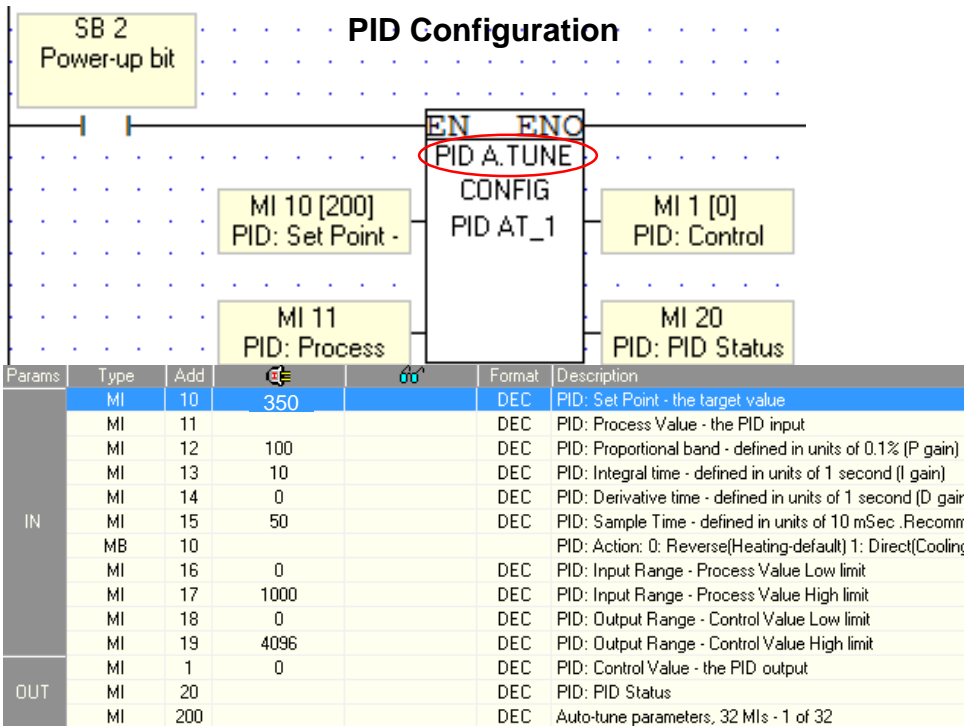 PID Configuration
SB 2
Power-up bit
EN ENO
PID A.TUNE
CONFIG
PID AT_1
MI 10 [200]
PID: Set Point -
MI 1 [0]
PID: Control
MI 11
PID: Process
MI 20
PID: PID Status
Params Type Add Format Description
IN
MI 10 350 DEC PID: Set Point - the target value
MI 11 DEC PID: Process Value - the PID input
MI 12 100 DEC PID: Proportional band - defined in units of 0.1% (P gain)
MI 13 10 DEC PID: Integral time - defined in units of 1 second (I gain)
MI 14 0 DEC PID: Derivative time - defined in units of 1 second (D gain
MI 15 50 DEC PID: Sample Time - defined in units of 10 mSec .Recomm
MB 10 PID: Action: 0: Reverse(Heating-default) 1: Direct(Cooling
MI 16 0 DEC PID: Input Range - Process Value Low limit
MI 17 1000 DEC PID: Input Range - Process Value High limit
MI 18 0 DEC PID: Output Range - Control Value Low limit
MI 19 4096 DEC PID: Output Range - Control Value High limit
OUT
MI 1 0 DEC PID: Control Value - the PID output
MI 20 DEC PID: PID Status
MI 200 DEC Auto-tune parameters, 32 MIs - 1 of 32